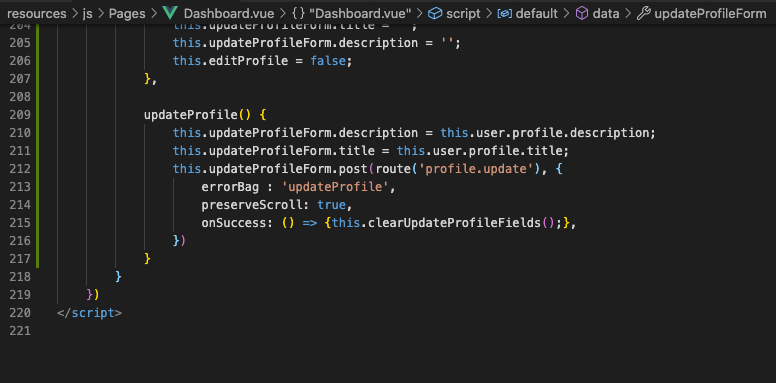 resources > js > Pages > Dashboard.vue > {} "Dashboard.vue" > script > default > data > updateProfileForm
204 this.updateProfileForm.title = '';
205 this.updateProfileForm.description = '';
206 this.editProfile = false;
207 },
208
209 updateProfile() {
210 this.updateProfileForm.description = this.user.profile.description;
211 this.updateProfileForm.title = this.user.profile.title;
212 this.updateProfileForm.post(route('profile.update'), {
213 errorBag : 'updateProfile',
214 preserveScroll: true,
215 onSuccess: () => {this.clearUpdateProfileFields();},
216 })
217 }
218 }
219 })
220 </script>
221